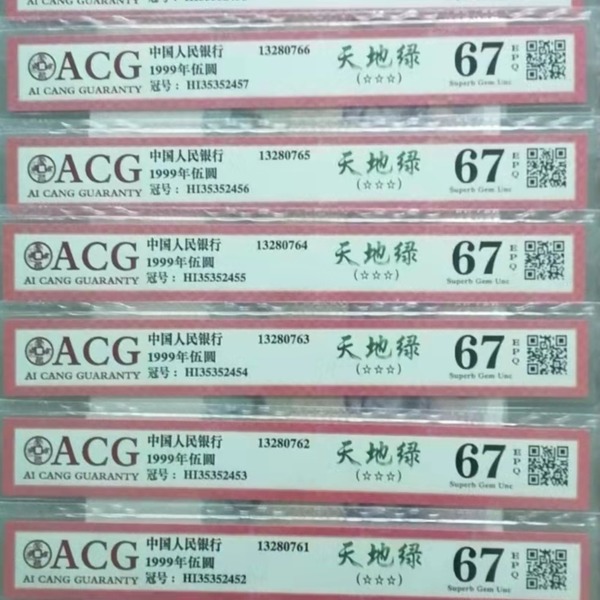 ACG
AI CANG GUARANTY
中国人民银行
1999年伍圆
冠号： HI35352457
13280766
天地绿
(☆☆☆)
67
EPQ
Superb Gem Unc
ACG
AI CANG GUARANTY
中国人民银行
1999年伍圆
冠号： HI35352456
13280765
天地绿
(☆☆☆)
67
EPQ
Superb Gem Unc
ACG
AI CANG GUARANTY
中国人民银行
1999年伍圆
冠号： HI35352455
13280764
天地绿
(☆☆☆)
67
EPQ
Superb Gem Unc
ACG
AI CANG GUARANTY
中国人民银行
1999年伍圆
冠号： HI35352454
13280763
天地绿
(☆☆☆)
67
EPQ
Superb Gem Unc
ACG
AI CANG GUARANTY
中国人民银行
1999年伍圆
冠号： HI35352453
13280762
天地绿
(☆☆☆)
67
EPQ
Superb Gem Unc
ACG
AI CANG GUARANTY
中国人民银行
1999年伍圆
冠号： HI35352452
13280761
天地绿
(☆☆☆)
67
EPQ
Superb Gem Unc